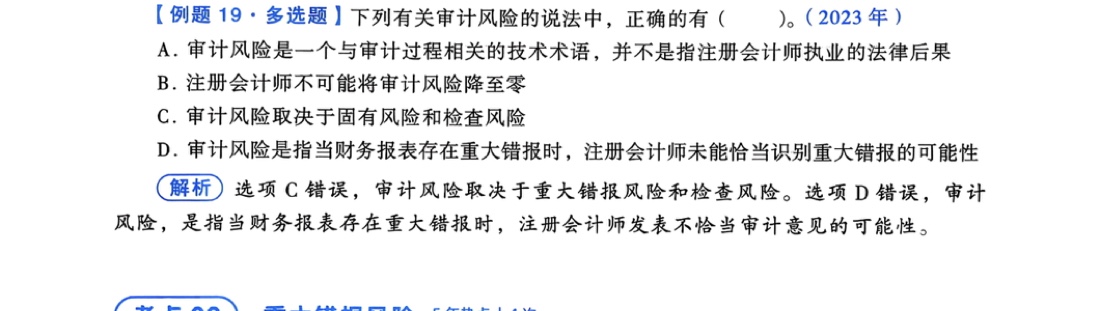 【例题 19·多选题】下列有关审计风险的说法中，正确的有（　　）。（2023 年）
A. 审计风险是一个与审计过程相关的技术术语，并不是指注册会计师执业的法律后果
B. 注册会计师不可能将审计风险降至零
C. 审计风险取决于固有风险和检查风险
D. 审计风险是指当财务报表存在重大错报时，注册会计师未能恰当识别重大错报的可能性
解析 选项 C 错误，审计风险取决于重大错报风险和检查风险。选项 D 错误，审计
风险，是指当财务报表存在重大错报时，注册会计师发表不恰当审计意见的可能性。
重大错报风险